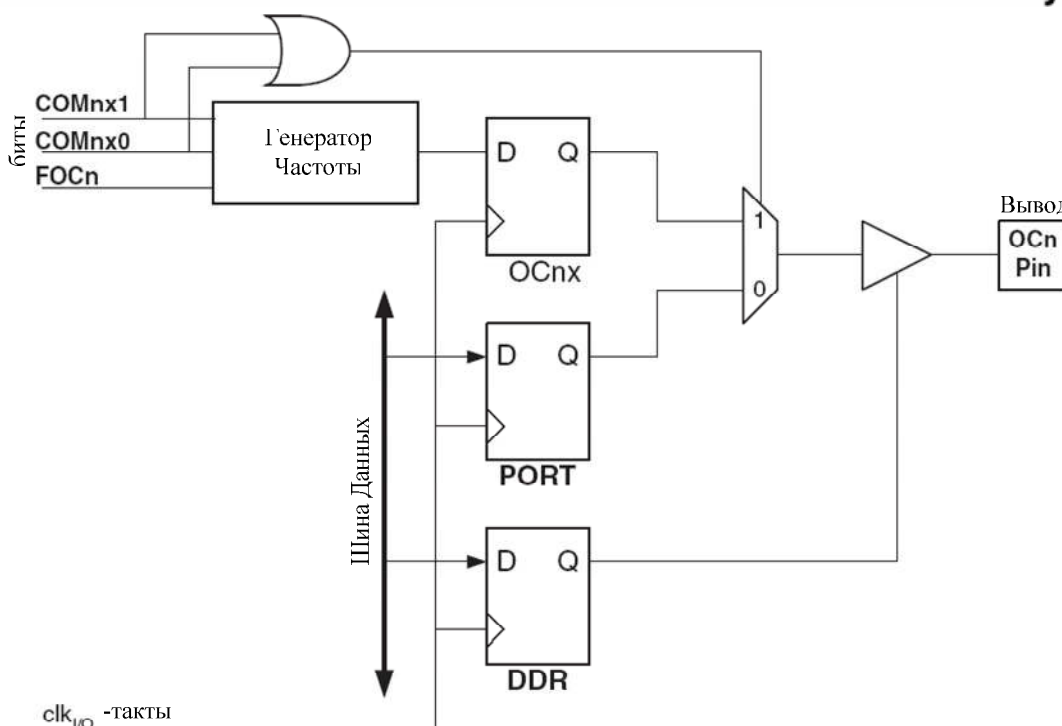 биты
COMnx1
COMnx0
FOCn
Генератор
Частоты
D Q
OCnx
1
0
Вывод
OCn
Pin
D Q
PORT
Шина Данных
D Q
DDR
clkI/O -такты